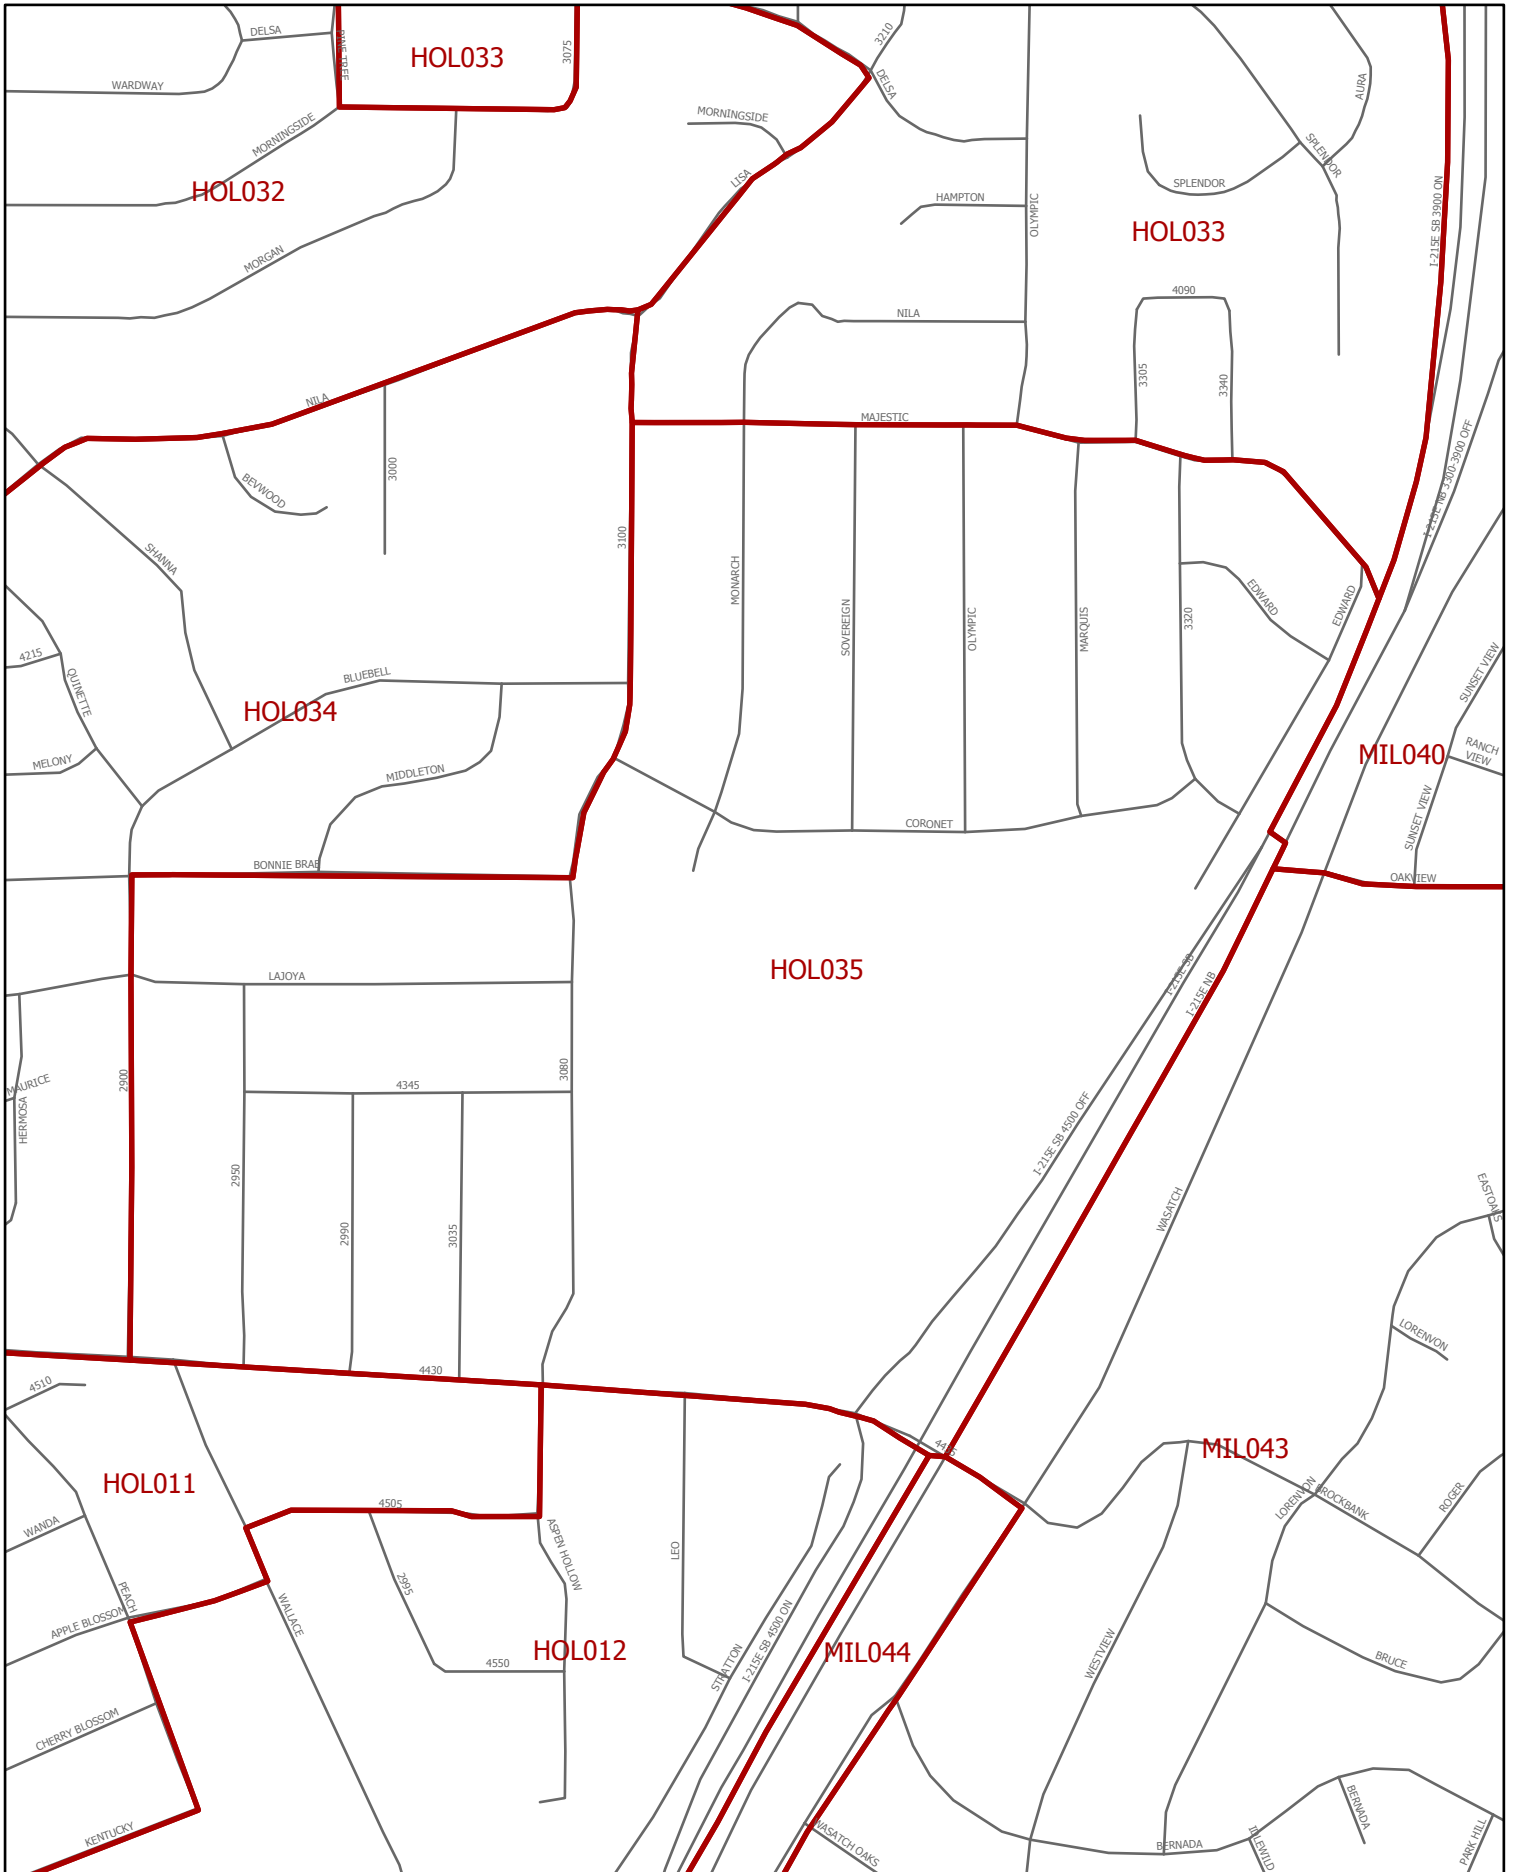 DELSA
PINE TREE
HOL033
3075
3210
DELSA
WARDWAY
MORNINGSIDE
MORNINGSIDE
AURA
SPLENDOR
HOL032
LISA
SPLENDOR
HAMPTON
OLYMPIC
HOL033
I-215E SB 3900 ON
MORGAN
4090
NILA
3305
3340
NILA
MAJESTIC
3000
BEVWOOD
I-215E NB 3300-3900 OFF
3100
SHANNA
MONARCH
SOVEREIGN
OLYMPIC
MARQUIS
3320
EDWARD
EDWARD
4215
QUINETTE
BLUEBELL
SUNSET VIEW
HOL034
MELONY
MIDDLETON
MIL040
RANCH
VIEW
SUNSET VIEW
CORONET
BONNIE BRAE
OAKVIEW
LAJOYA
HOL035
I-215E SB
I-215E NB
MAURICE
HERMOSA
2900
4345
3080
I-215E SB 4500 OFF
2950
2990
3035
WASATCH
EASTOAKS
LORENVON
4430
4510
HOL011
MIL043
WANDA
4505
ASPEN HOLLOW
LEO
LORENVON
BROCKBANK
ROGER
PEACH
APPLE BLOSSOM
WALLACE
2995
4550
HOL012
STRATTON
I-215E SB 4500 ON
MIL044
WESTVIEW
BRUCE
CHERRY BLOSSOM
KENTUCKY
WASATCH OAKS
BERNADA
IDLEWILD
BERNADA
PARK HILL